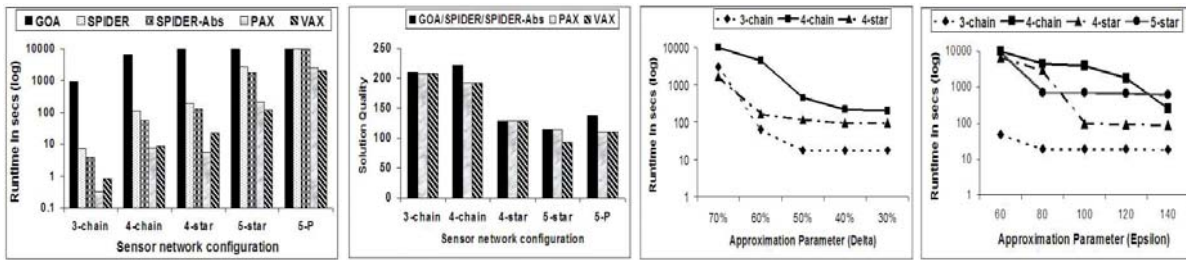 GOA SPIDER SPIDER-Abs PAX VAX
10000
1000
100
10
1
0.1
Runtime in secs (log)
3-chain 4-chain 4-star 5-star 5-P
Sensor network configuration
GOA/SPIDER/SPIDER-Abs PAX VAX
250
200
150
100
50
0
Solution Quality
3-chain 4-chain 4-star 5-star 5-P
Sensor network configuration
3-chain 4-chain 4-star
10000
1000
100
10
1
Runtime in secs (log)
70% 60% 50% 40% 30%
Approximation Parameter (Delta)
3-chain 4-chain 4-star 5-star
10000
1000
100
10
1
Runtime in secs (log)
60 80 100 120 140
Approximation Parameter (Epsilon)